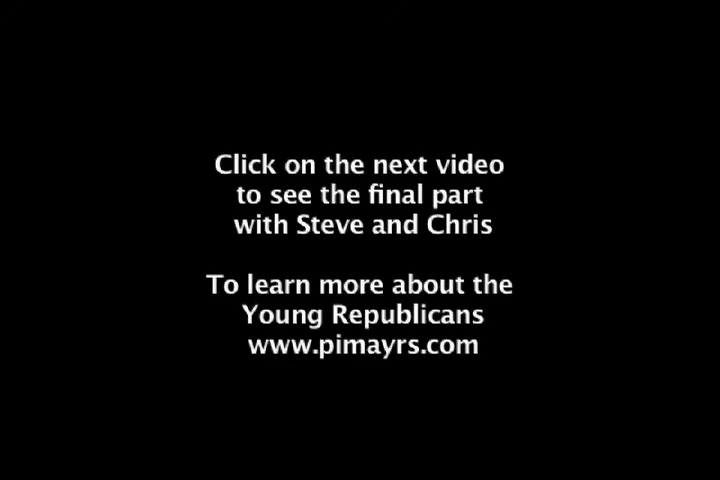 Click on the next video
to see the final part
with Steve and Chris
To learn more about the
Young Republicans
www.pimayrs.com